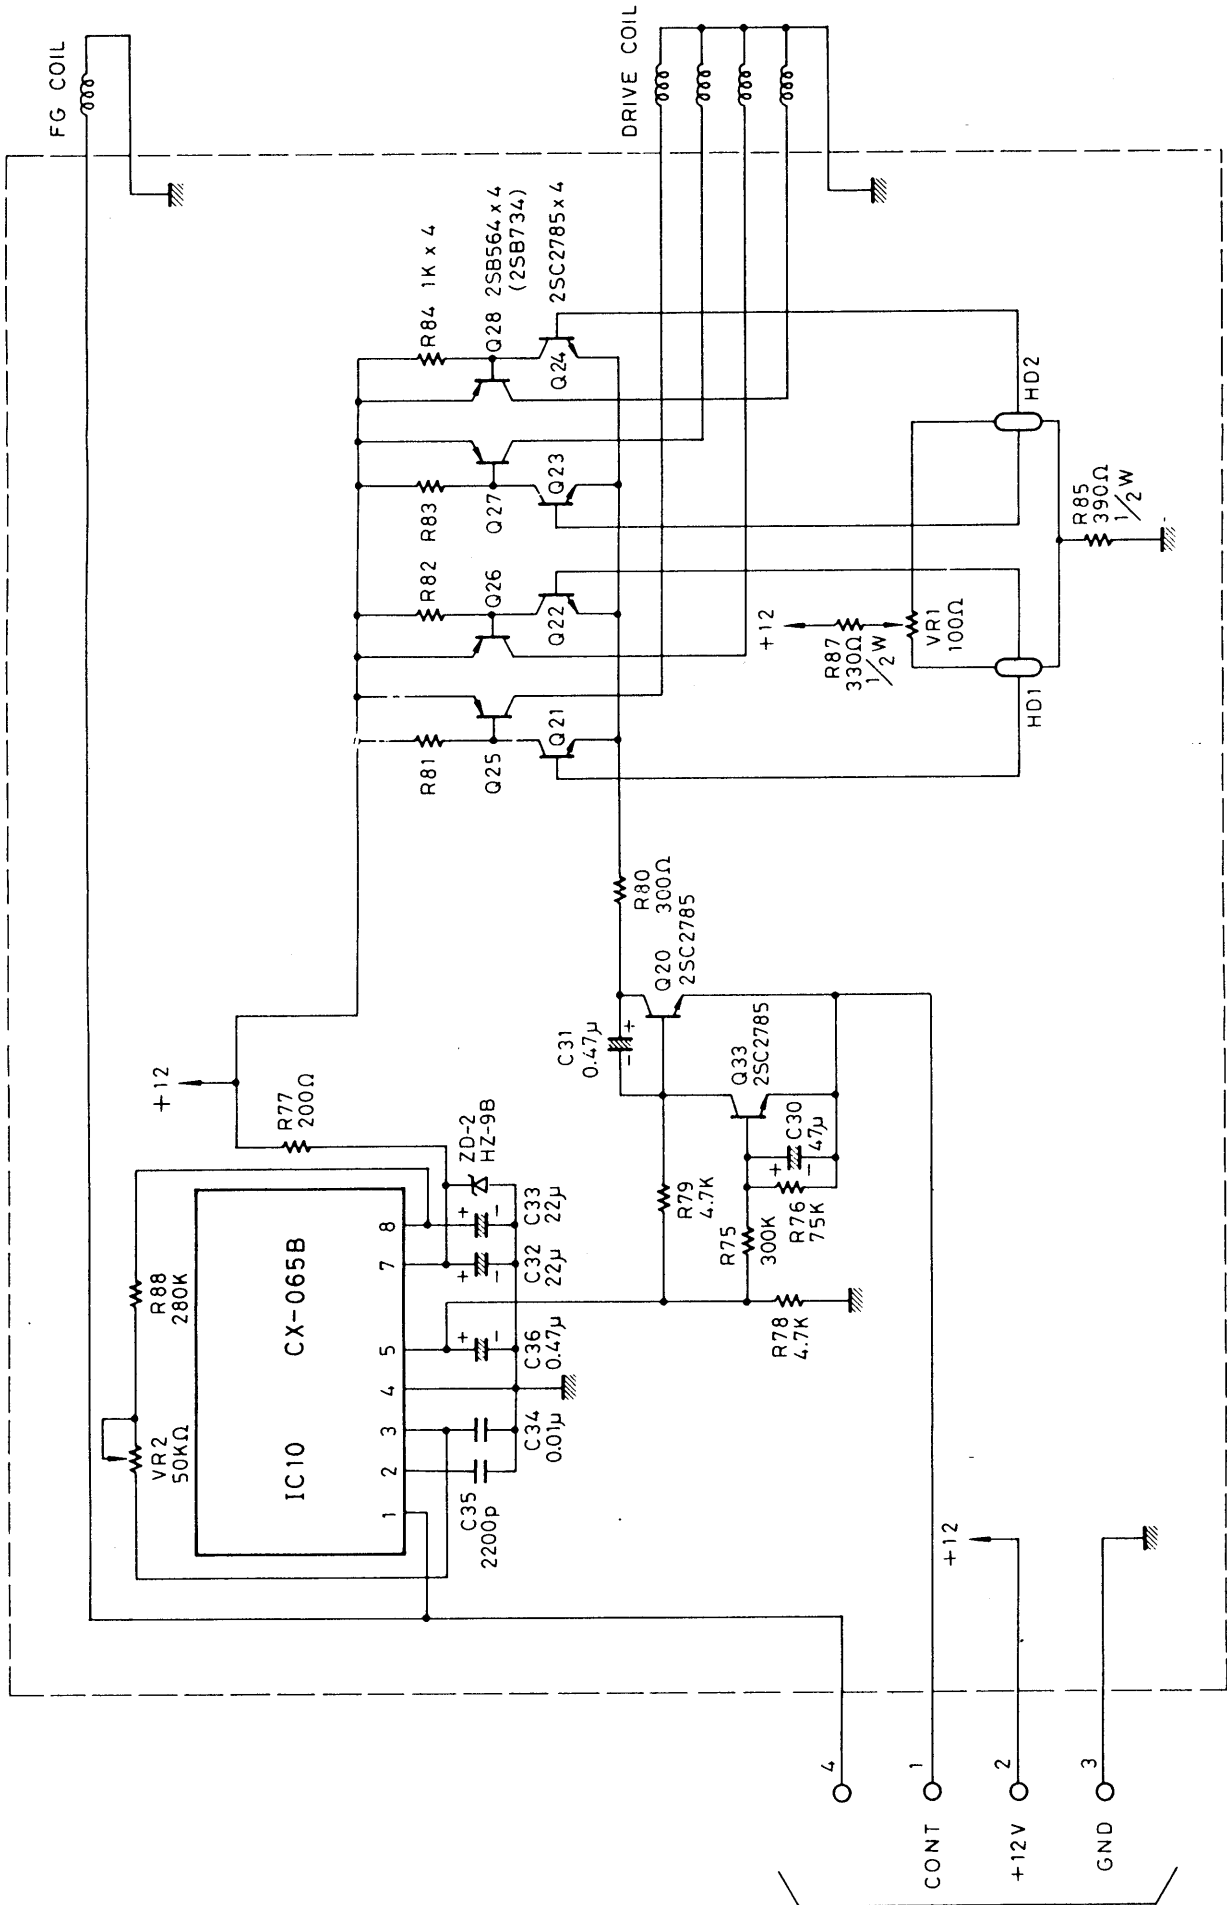 FG COIL
DRIVE COIL
R84 1K x 4
Q28 2SB564 x 4
(2SB734)
2SC2785 x 4
Q24
R83
Q27
Q23
R82
Q26
Q22
R81
Q25
Q21
HD2
HD1
+12
R87
330Ω
1/2 W
VR1
100Ω
R85
390Ω
1/2 W
R80
300Ω
Q20
2SC2785
C31
0.47μ
+
-
Q33
2SC2785
C30
47μ
+
-
R79
4.7K
R75
300K
R76
75K
R78
4.7K
+12
R77
200Ω
ZD-2
HZ-9B
C33
22μ
+
-
C32
22μ
+
-
C36
0.47μ
+
-
C34
0.01μ
C35
2200p
R88
280K
VR2
50KΩ
IC10 CX-065B
1 2 3 4 5 7 8
+12
4
CONT 1
+12V 2
GND 3